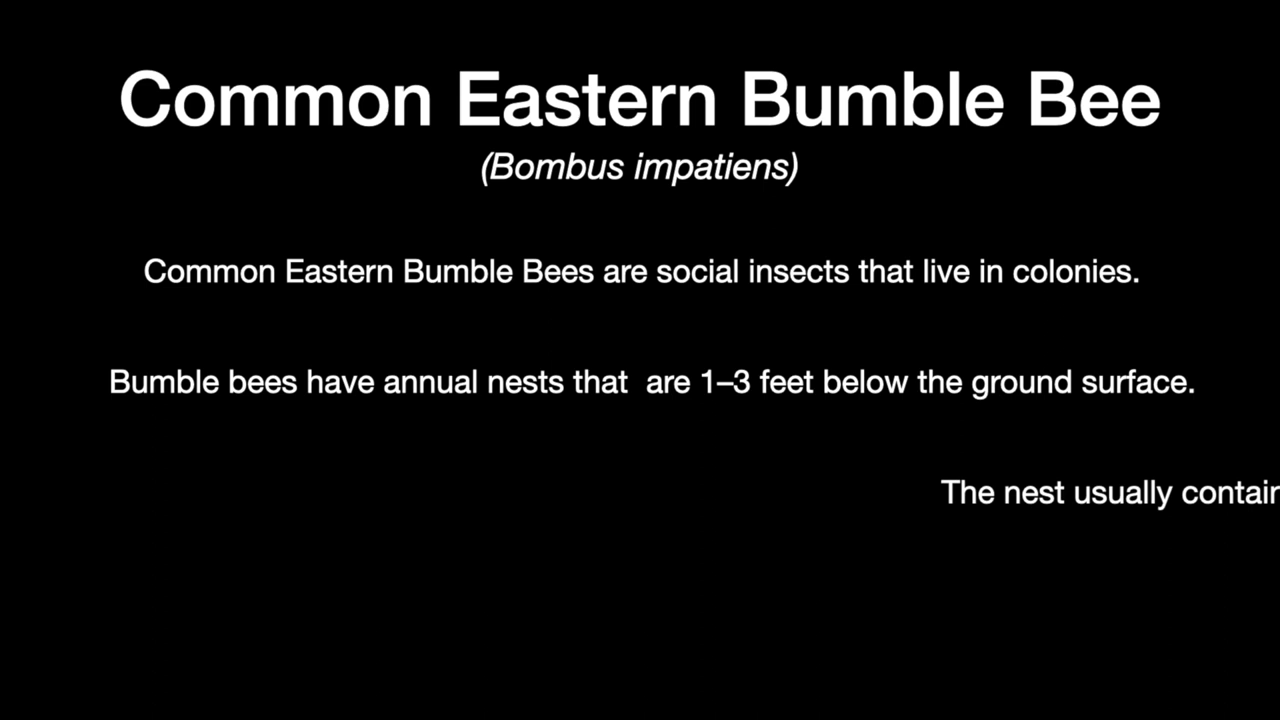 Common Eastern Bumble Bee
(Bombus impatiens)
Common Eastern Bumble Bees are social insects that live in colonies.
Bumble bees have annual nests that  are 1–3 feet below the ground surface.
The nest usually